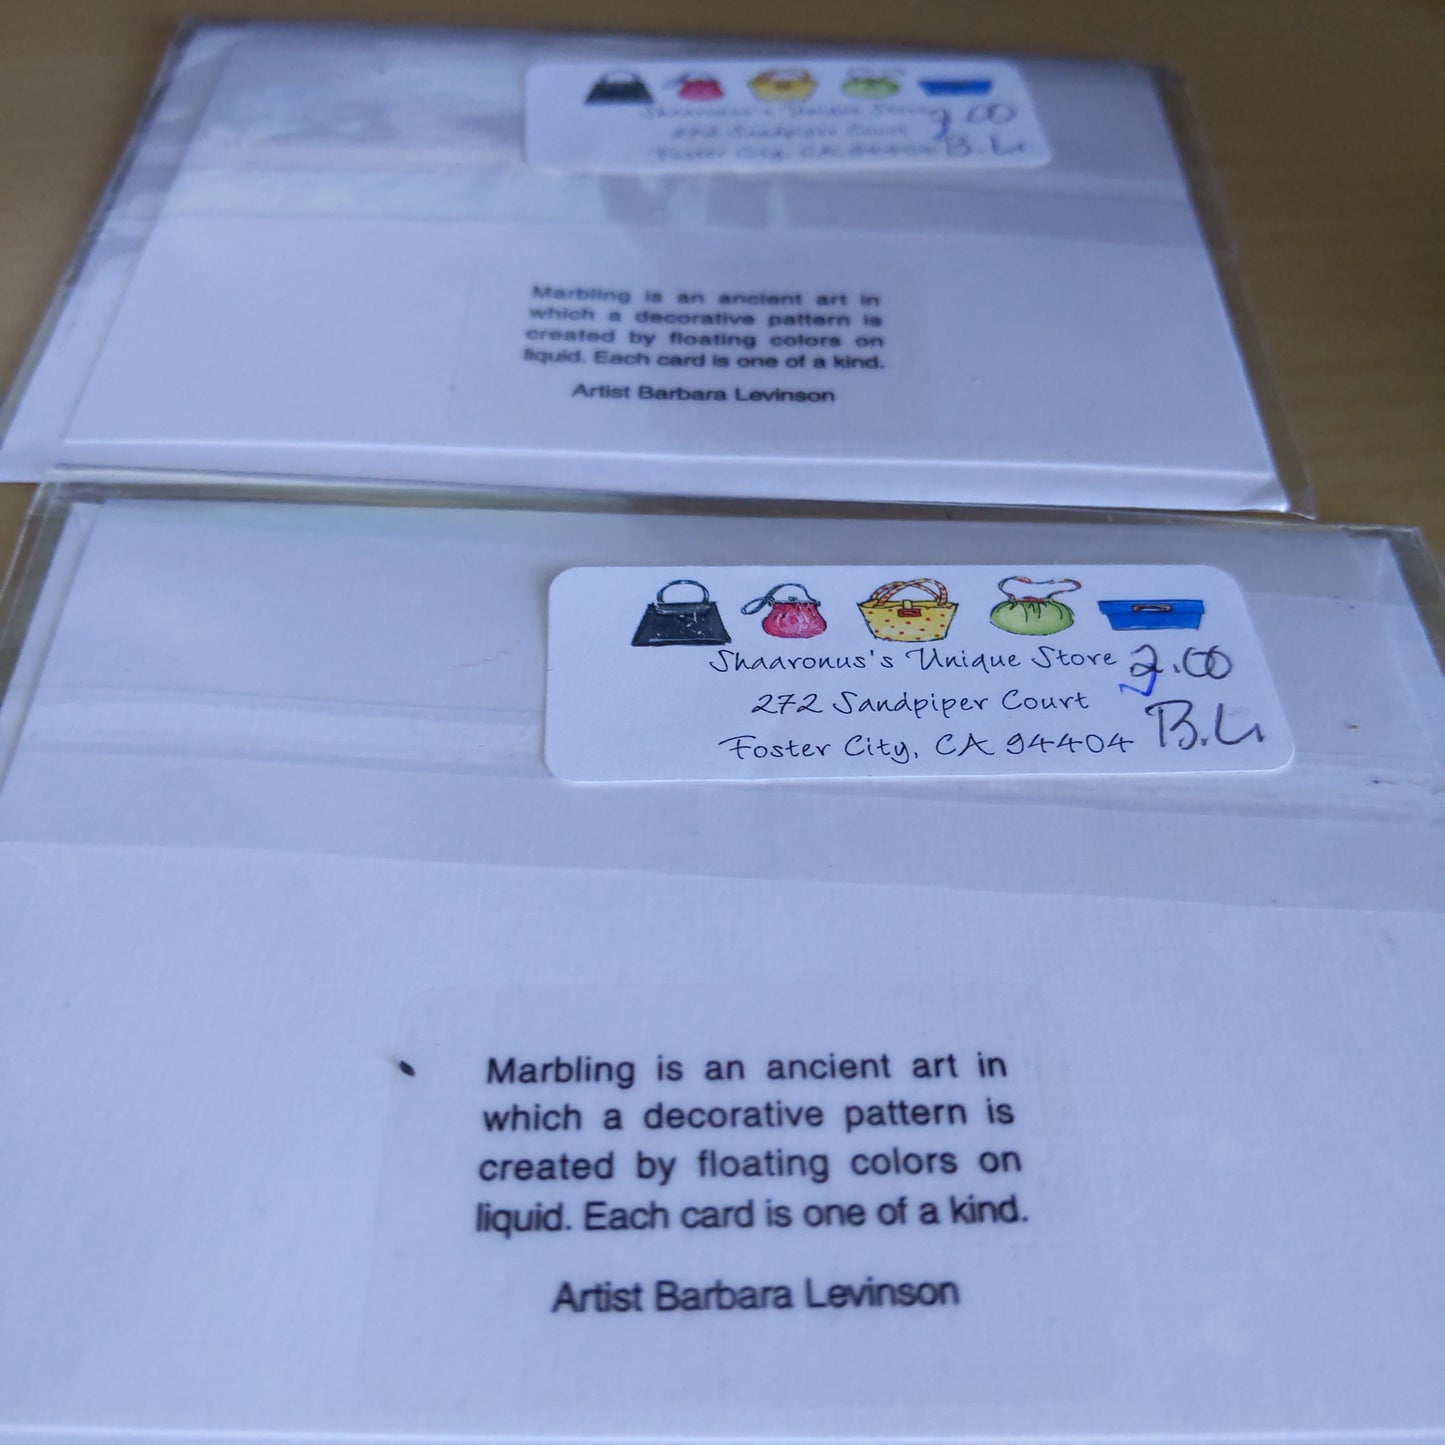 Shaaronus's Unique Store 2.00
272 Sandpiper Court
Foster City, CA 94404 B.L.
Marbling is an ancient art in
which a decorative pattern is
created by floating colors on
liquid. Each card is one of a kind.
Artist Barbara Levinson
Shaaronus's Unique Store 2.00
272 Sandpiper Court
Foster City, CA 94404 B.L.
Marbling is an ancient art in
which a decorative pattern is
created by floating colors on
liquid. Each card is one of a kind.
Artist Barbara Levinson